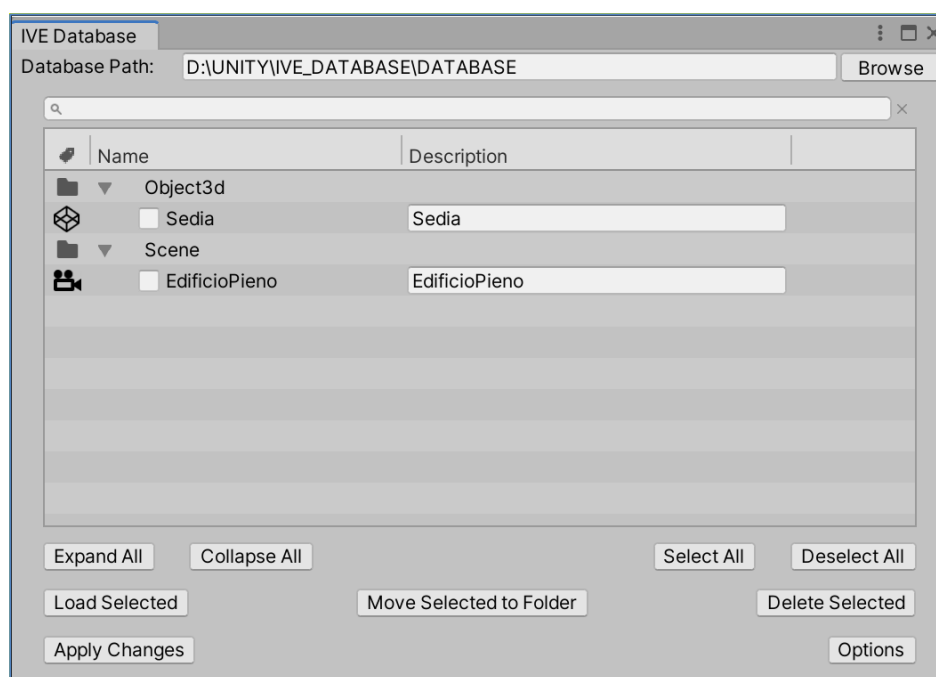 IVE Database
Database Path: D:\UNITY\IVE_DATABASE\DATABASE Browse
Name Description
Object3d
Sedia Sedia
Scene
EdificioPieno EdificioPieno
Expand All Collapse All Select All Deselect All
Load Selected Move Selected to Folder Delete Selected
Apply Changes Options